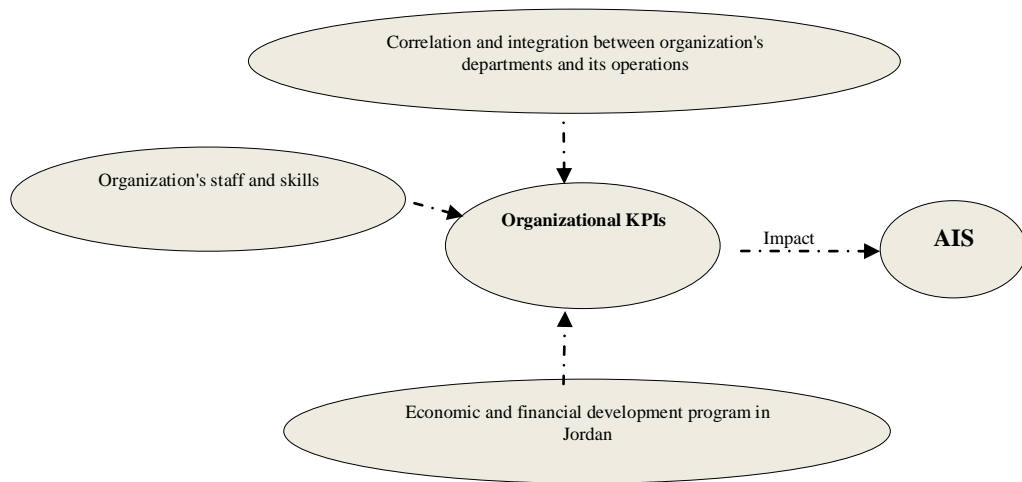 Correlation and integration between organization's
departments and its operations
Organization's staff and skills
Organizational KPIs
Impact
AIS
Economic and financial development program in
Jordan